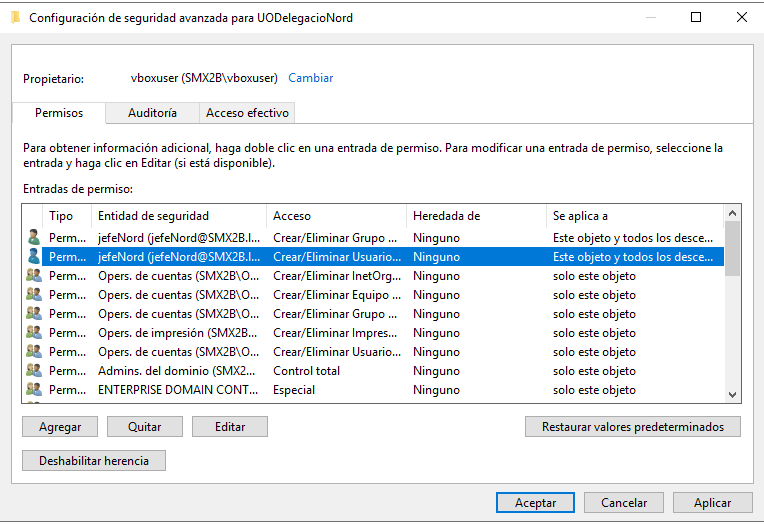 Configuración de seguridad avanzada para UODelegacioNord
Propietario: vboxuser (SMX2B\vboxuser) Cambiar
Permisos Auditoría Acceso efectivo
Para obtener información adicional, haga doble clic en una entrada de permiso. Para modificar una entrada de permiso, seleccione la
entrada y haga clic en Editar (si está disponible).
Entradas de permiso:
Tipo Entidad de seguridad Acceso Heredada de Se aplica a
Perm... jefeNord (jefeNord@SMX2B.l... Crear/Eliminar Grupo ... Ninguno Este objeto y todos los desce...
Perm... jefeNord (jefeNord@SMX2B.l... Crear/Eliminar Usuario... Ninguno Este objeto y todos los desce...
Perm... Opers. de cuentas (SMX2B\O... Crear/Eliminar InetOrg... Ninguno solo este objeto
Perm... Opers. de cuentas (SMX2B\O... Crear/Eliminar Equipo ... Ninguno solo este objeto
Perm... Opers. de cuentas (SMX2B\O... Crear/Eliminar Grupo ... Ninguno solo este objeto
Perm... Opers. de impresión (SMX2B... Crear/Eliminar Impres... Ninguno solo este objeto
Perm... Opers. de cuentas (SMX2B\O... Crear/Eliminar Usuario... Ninguno solo este objeto
Perm... Admins. del dominio (SMX2... Control total Ninguno solo este objeto
Perm... ENTERPRISE DOMAIN CONT... Especial Ninguno solo este objeto
Agregar Quitar Editar Restaurar valores predeterminados
Deshabilitar herencia
Aceptar Cancelar Aplicar